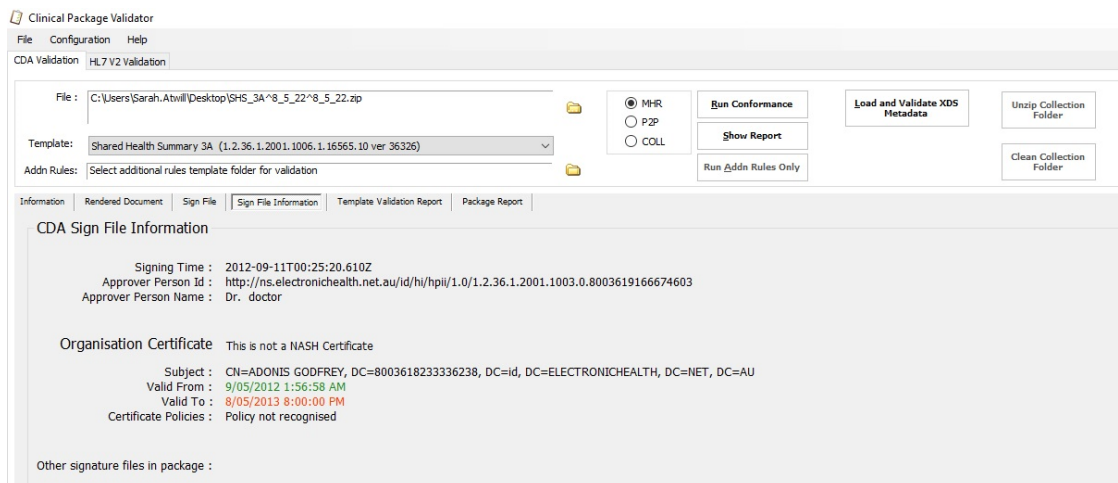 Clinical Package Validator
File Configuration Help
CDA Validation HL7 V2 Validation
File : C:\Users\Sarah.Atwill\Desktop\SHS_3A^8_5_22^8_5_22.zip
MHR
P2P
COLL
Run Conformance
Show Report
Run Addn Rules Only
Load and Validate XDS Metadata
Unzip Collection Folder
Clean Collection Folder
Template: Shared Health Summary 3A (1.2.36.1.2001.1006.1.16565.10 ver 36326)
Addn Rules: Select additional rules template folder for validation
Information Rendered Document Sign File Sign File Information Template Validation Report Package Report
CDA Sign File Information
Signing Time : 2012-09-11T00:25:20.610Z
Approver Person Id : http://ns.electronichealth.net.au/id/hi/hpii/1.0/1.2.36.1.2001.1003.0.8003619166674603
Approver Person Name : Dr. doctor
Organisation Certificate This is not a NASH Certificate
Subject : CN=ADONIS GODFREY, DC=8003618233336238, DC=id, DC=ELECTRONICHEALTH, DC=NET, DC=AU
Valid From : 9/05/2012 1:56:58 AM
Valid To : 8/05/2013 8:00:00 PM
Certificate Policies : Policy not recognised
Other signature files in package :